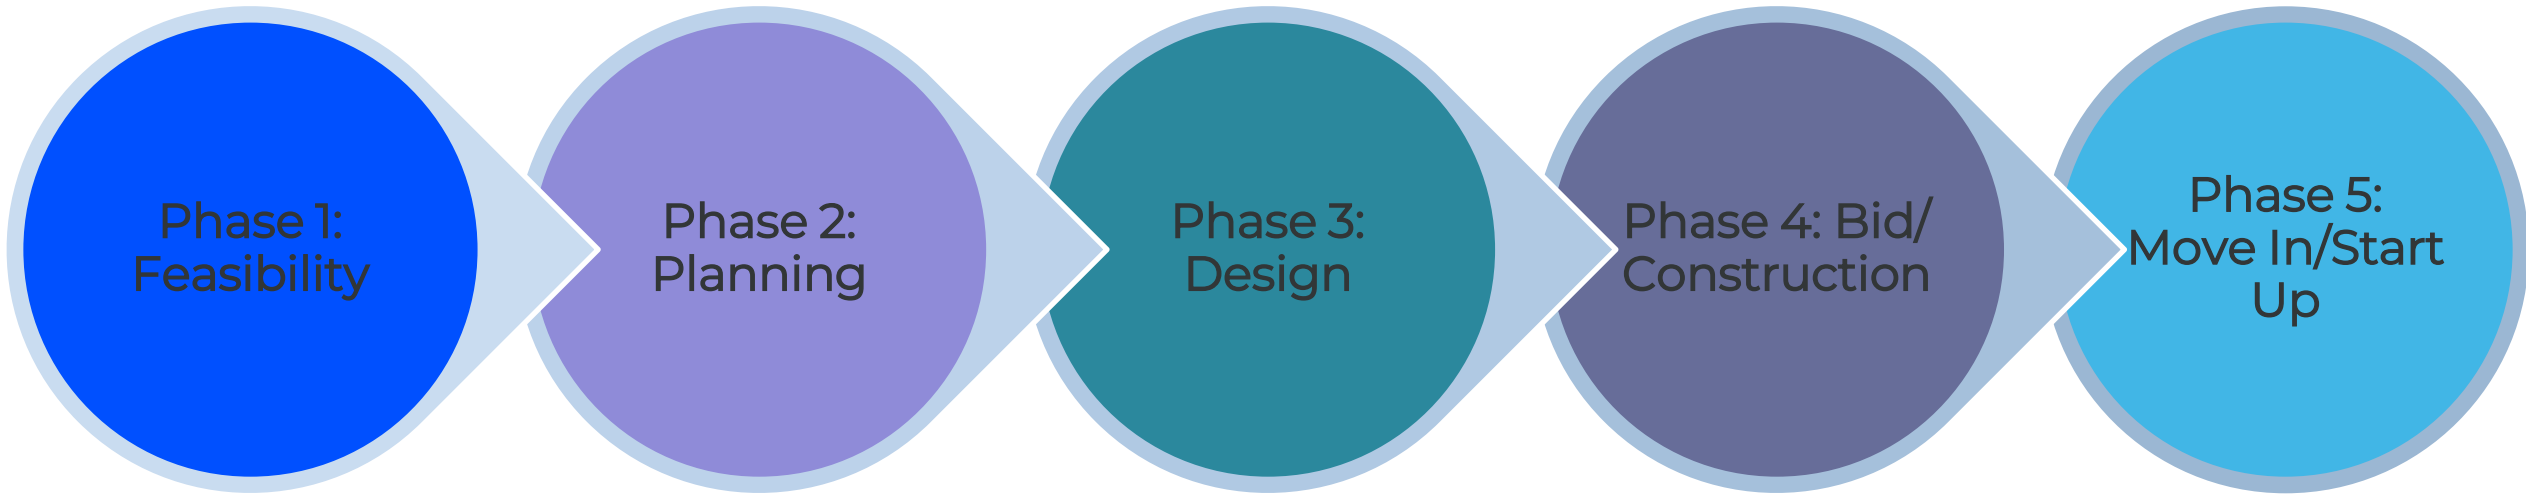 Phase 1:
Feasibility
Phase 2:
Planning
Phase 3:
Design
Phase 4: Bid/
Construction
Phase 5:
Move In/Start
Up